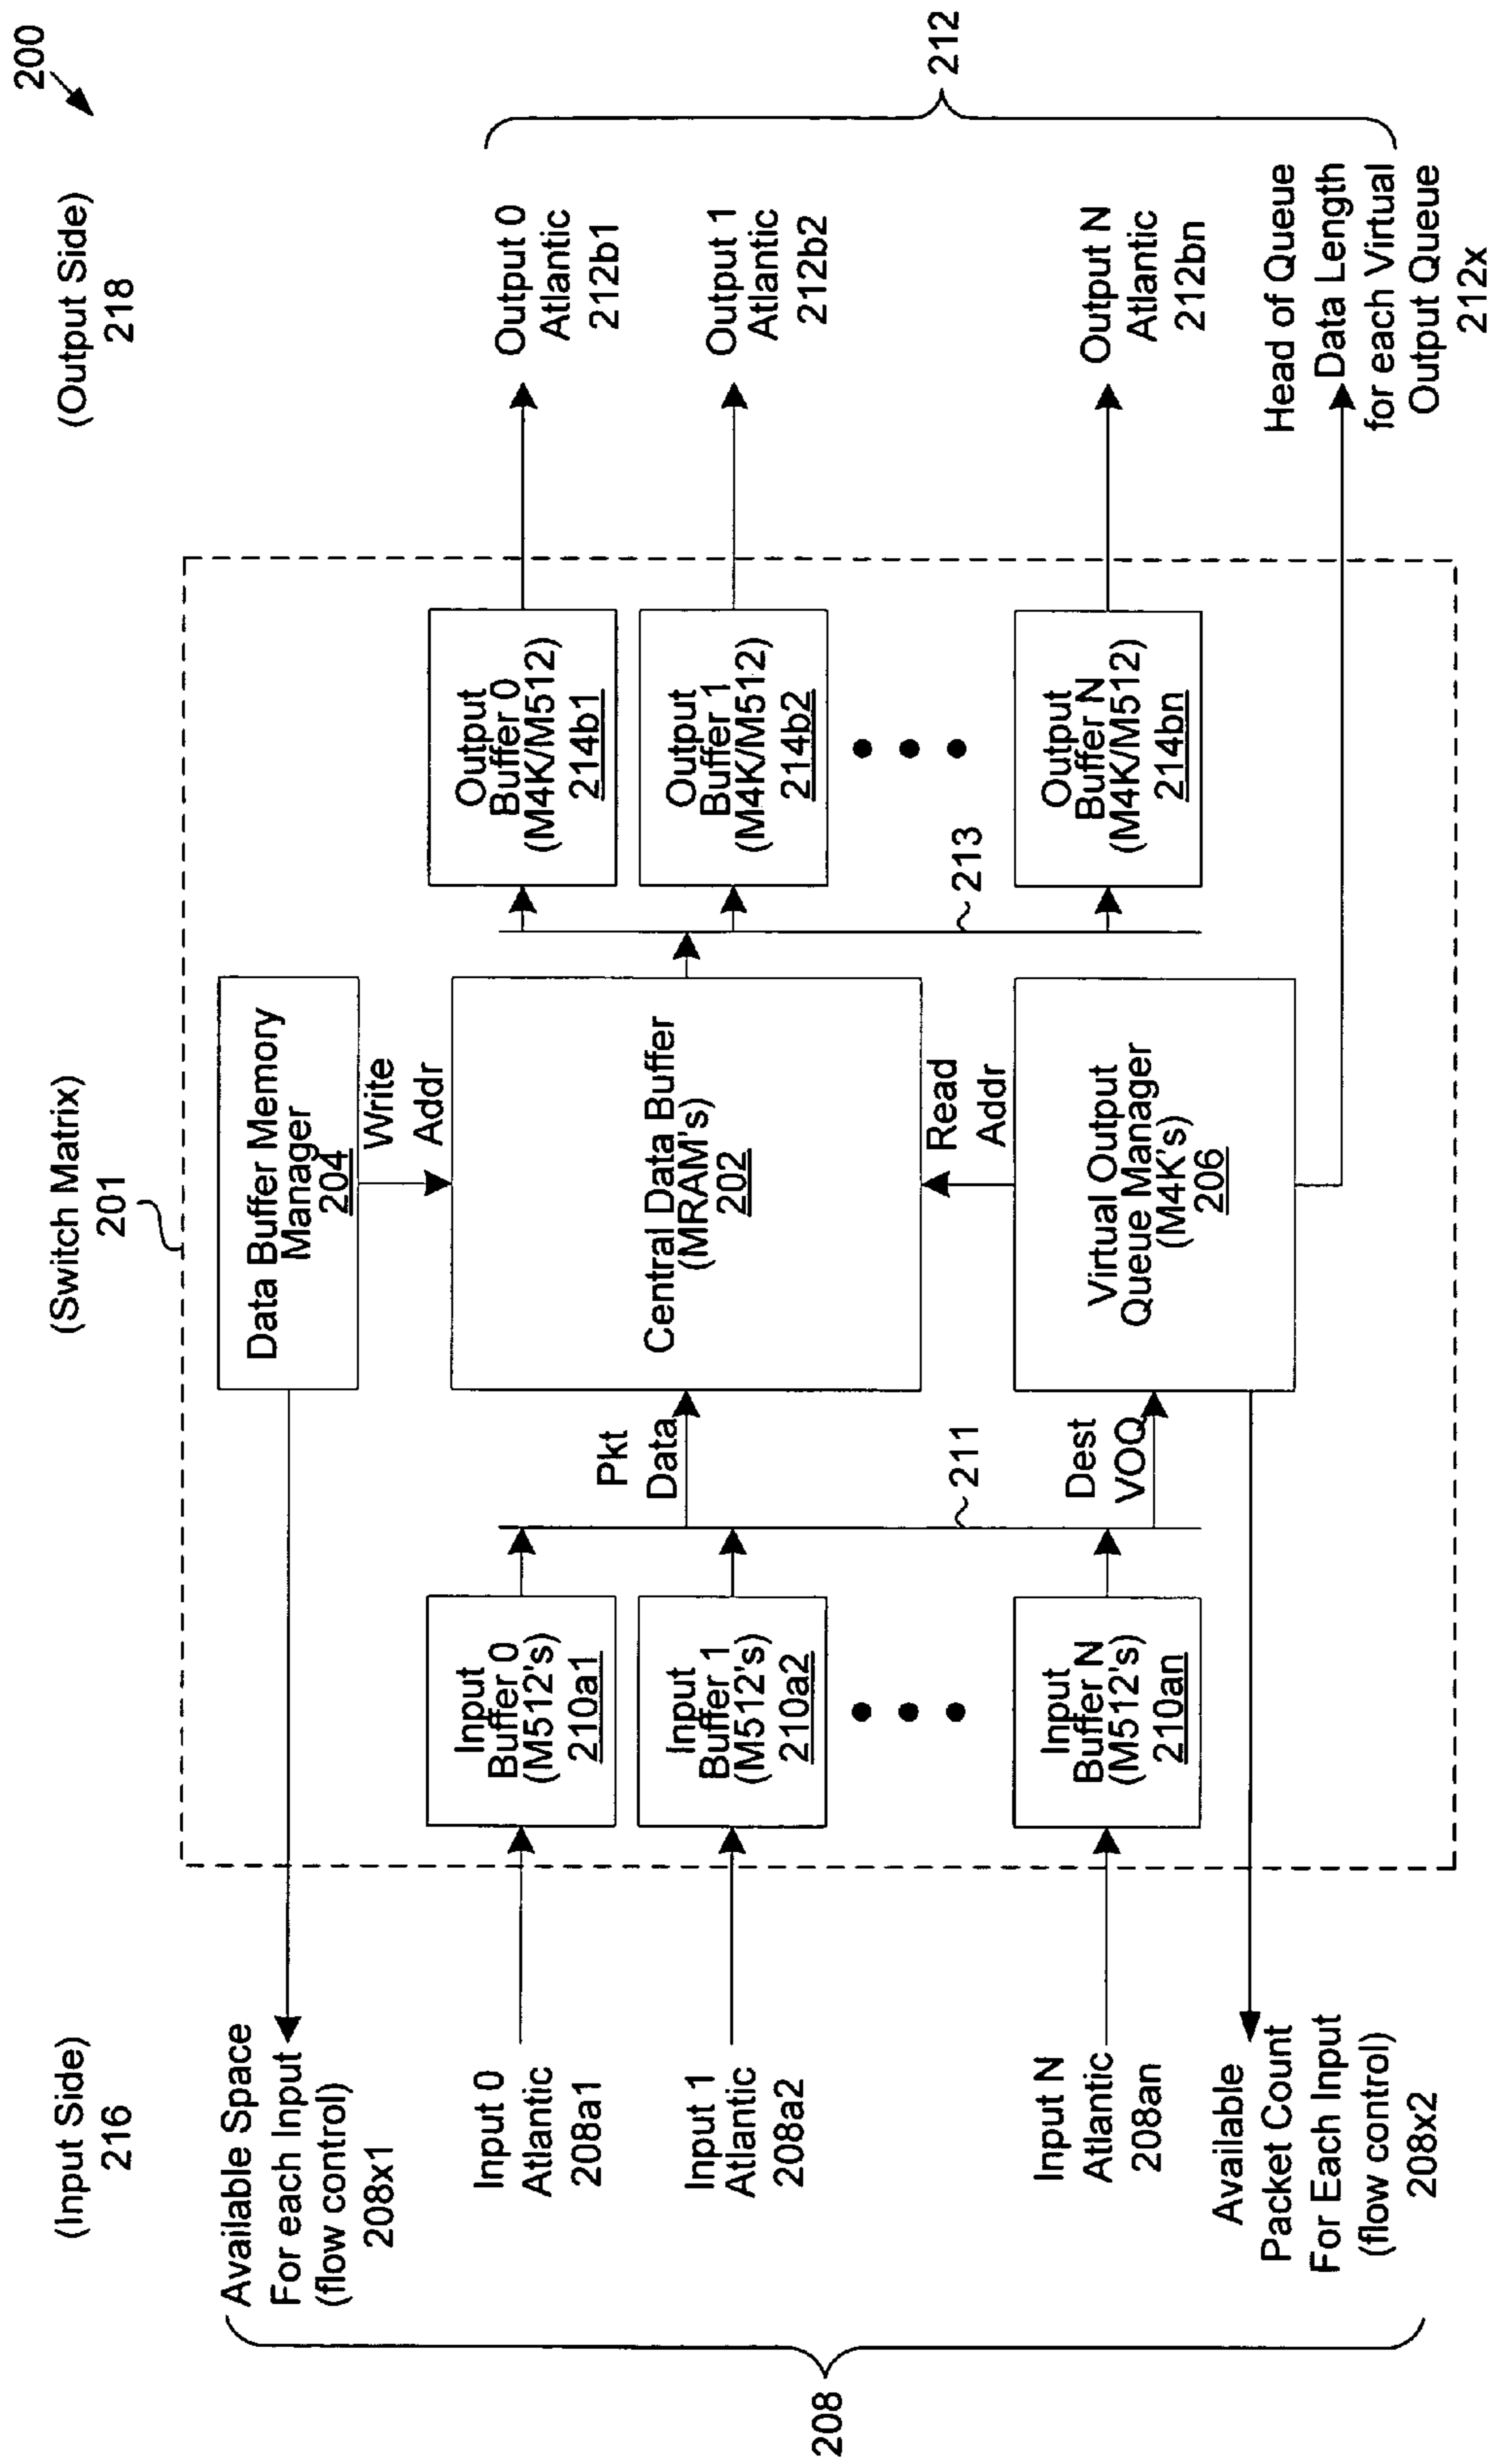 200
(Input Side)
216
(Switch Matrix)
201
(Output Side)
218
Available Space
For each Input
(flow control)
208x1
Input 0
Atlantic
208a1
Input 1
Atlantic
208a2
Input N
Atlantic
208an
Available
Packet Count
For Each Input
(flow control)
208x2
208
Input
Buffer 0
(M512's)
210a1
Input
Buffer 1
(M512's)
210a2
Input
Buffer N
(M512's)
210an
211
Pkt
Data
Dest
VOQ
Data Buffer Memory
Manager
204
Write
Addr
Central Data Buffer
(MRAM's)
202
Read
Addr
Virtual Output
Queue Manager
(M4K's)
206
213
Output
Buffer 0
(M4K/M512)
214b1
Output
Buffer 1
(M4K/M512)
214b2
Output
Buffer N
(M4K/M512)
214bn
Output 0
Atlantic
212b1
Output 1
Atlantic
212b2
Output N
Atlantic
212bn
Head of Queue
Data Length
for each Virtual
Output Queue
212x
212